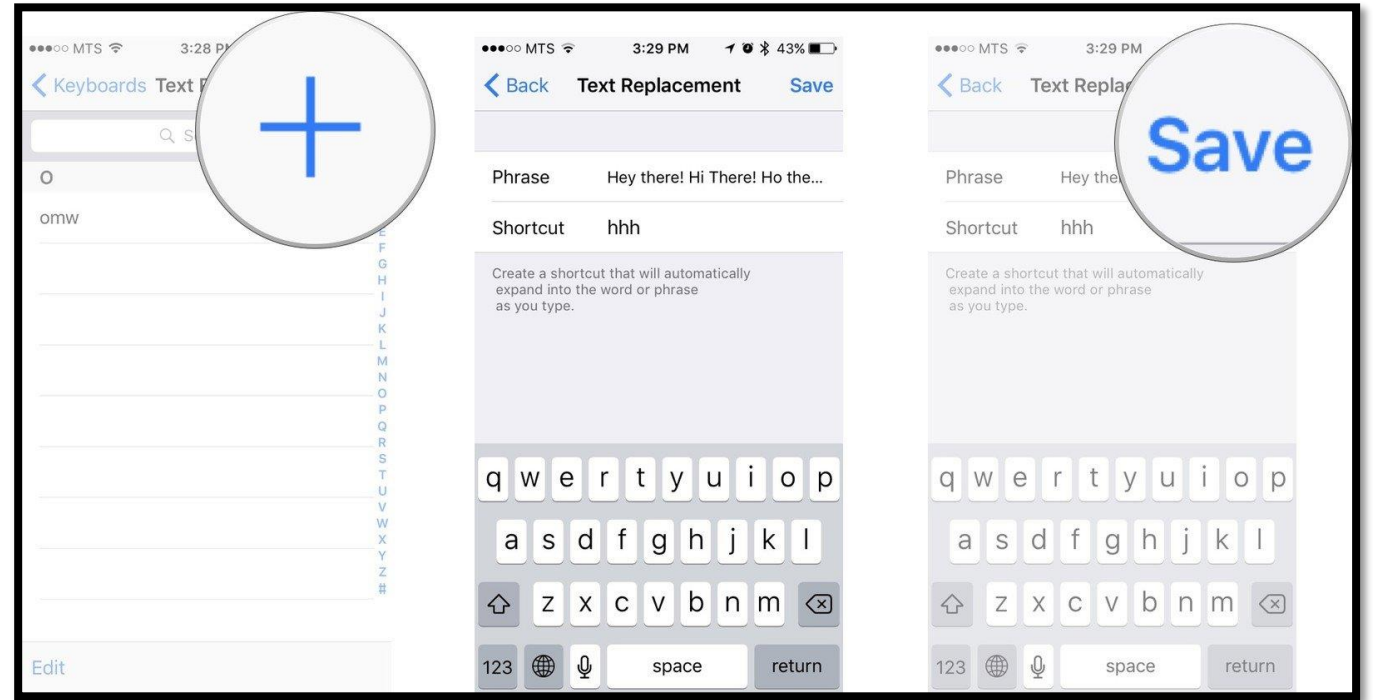 MTS 3:28 P
Keyboards Text
O
omw
E
F
G
H
I
J
K
L
M
N
O
P
Q
R
S
T
U
V
W
X
Y
Z
#
Edit
MTS 3:29 PM 43%
Back Text Replacement Save
Phrase Hey there! Hi There! Ho the...
Shortcut hhh
Create a shortcut that will automatically
expand into the word or phrase
as you type.
q w e r t y u i o p
a s d f g h j k l
z x c v b n m
123 space return
MTS 3:29 PM
Back Text Repla
Save
Phrase Hey the
Shortcut hhh
Create a shortcut that will automatically
expand into the word or phrase
as you type.
q w e r t y u i o p
a s d f g h j k l
z x c v b n m
123 space return